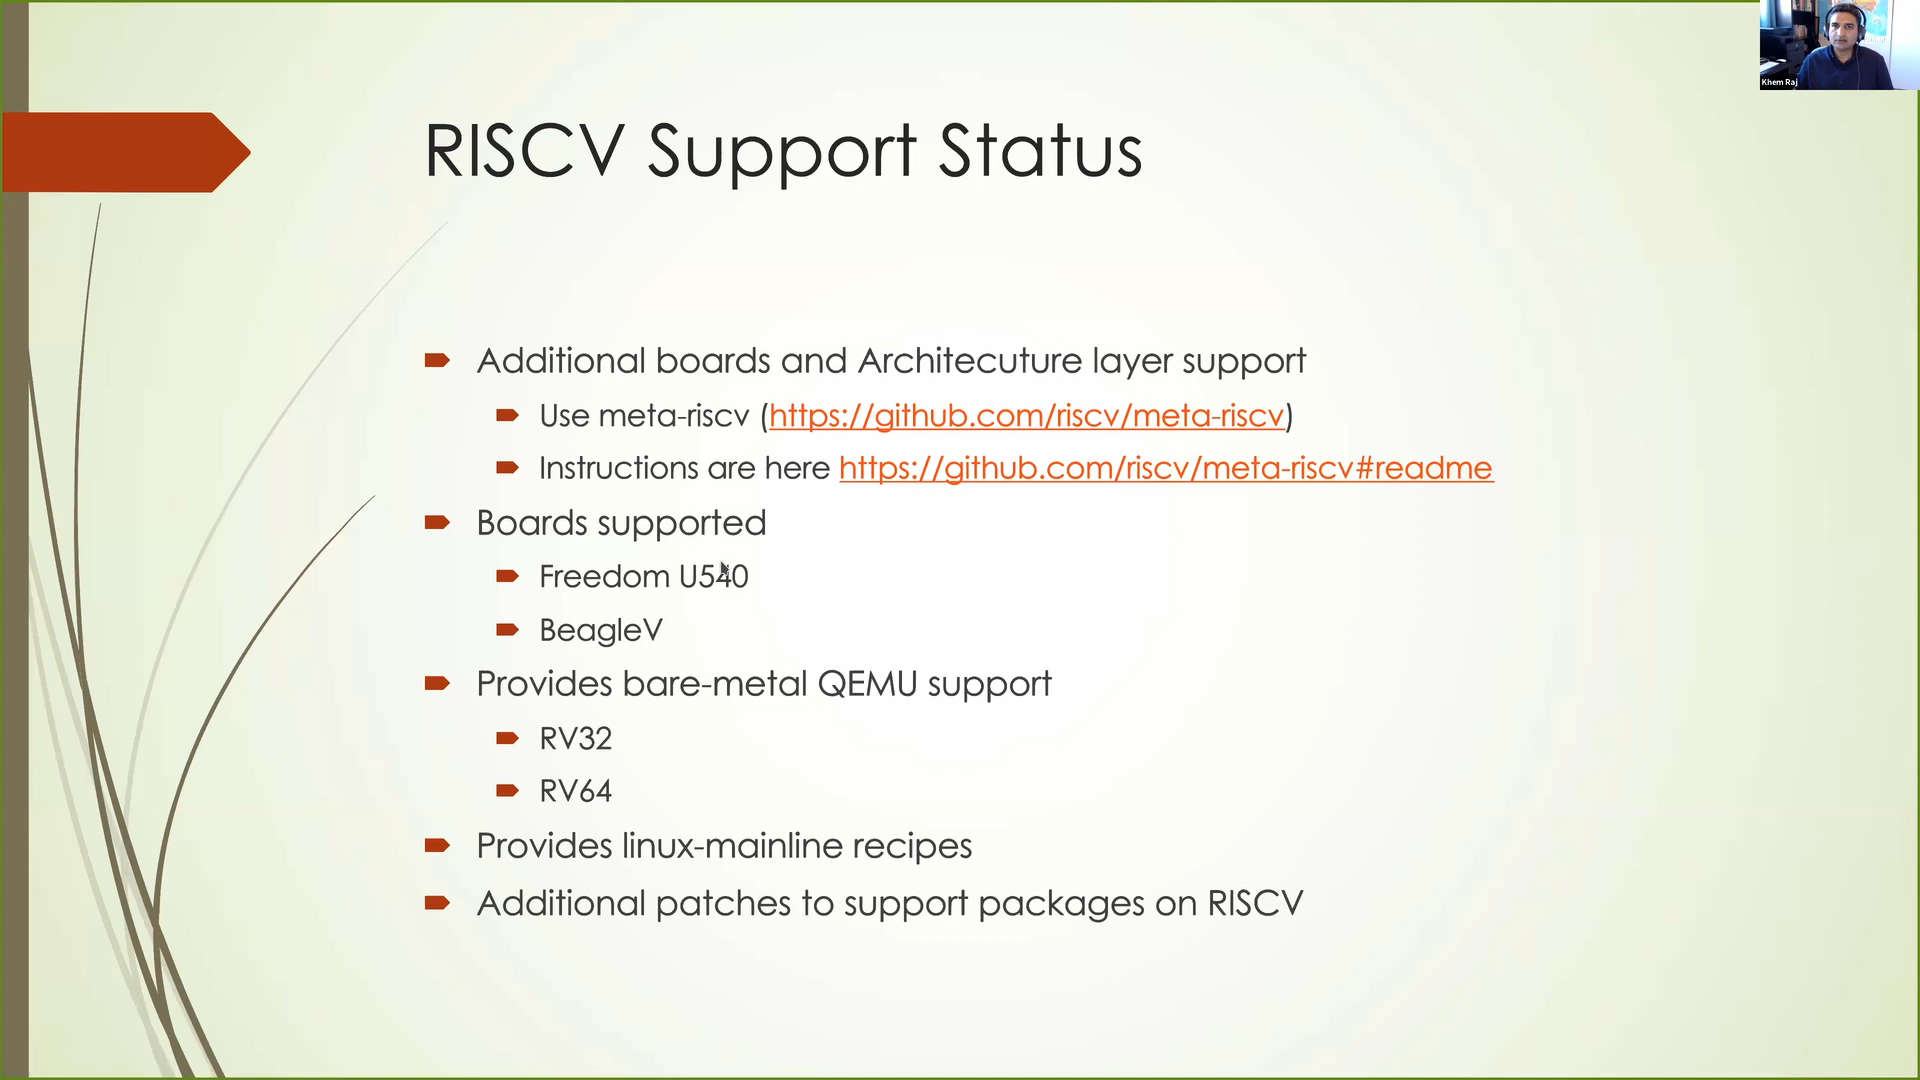 Khem Raj
RISCV Support Status
Additional boards and Architecuture layer support
Use meta-riscv (https://github.com/riscv/meta-riscv)
Instructions are here https://github.com/riscv/meta-riscv#readme
Boards supported
Freedom U540
BeagleV
Provides bare-metal QEMU support
RV32
RV64
Provides linux-mainline recipes
Additional patches to support packages on RISCV